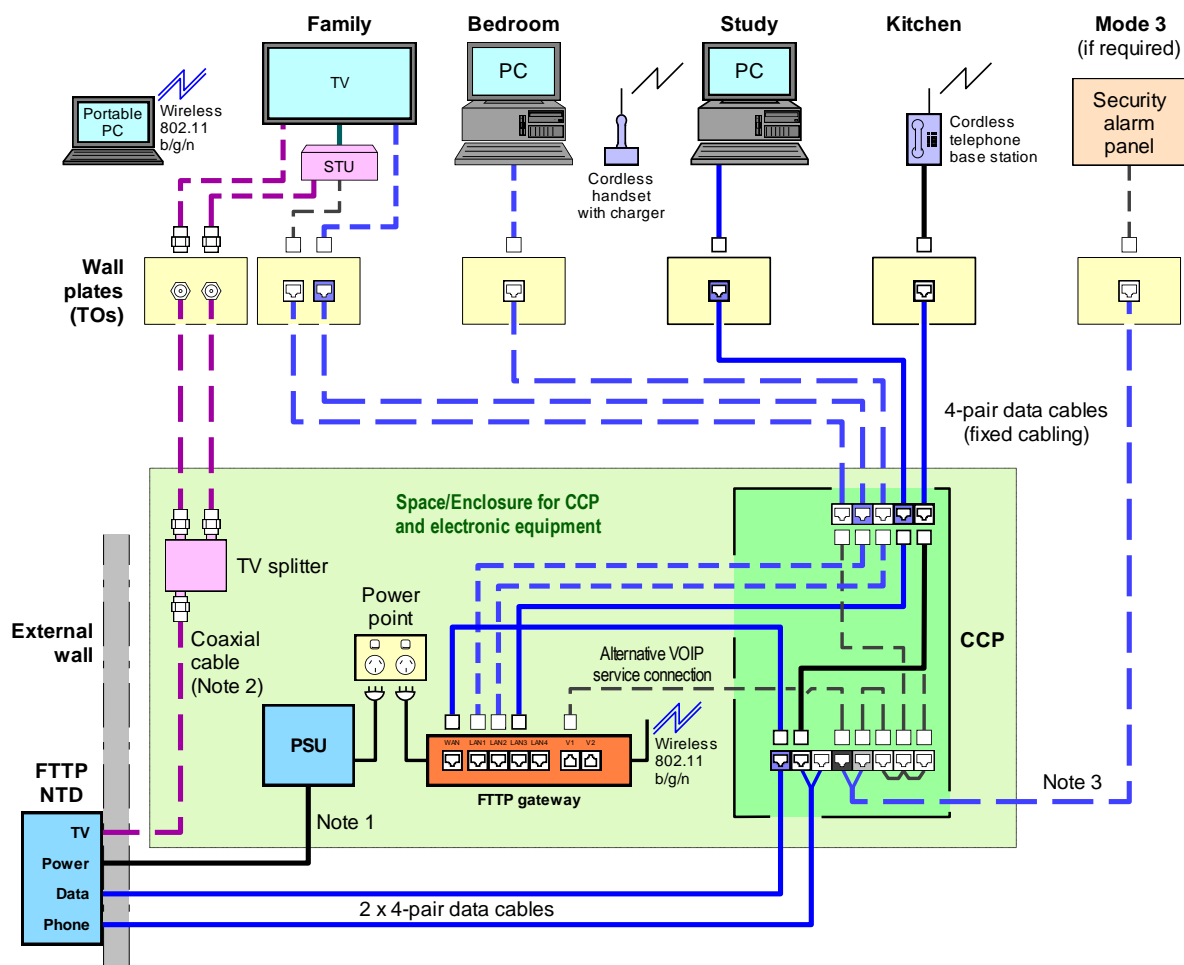 Family
Bedroom
Study
Kitchen
Mode 3
(if required)
TV
PC
PC
Portable
PC
Wireless
802.11
b/g/n
STU
Cordless
handset
with charger
Cordless
telephone
base station
Security
alarm
panel
Wall
plates
(TOs)
4-pair data cables
(fixed cabling)
Space/Enclosure for CCP
and electronic equipment
TV splitter
Power
point
External
wall
Coaxial
cable
(Note 2)
Alternative VOIP
service connection
CCP
PSU
WAN
LAN1
LAN2
LAN3
LAN4
V1
V2
Wireless
802.11
b/g/n
FTTP gateway
Note 3
FTTP
NTD
Note 1
TV
Power
Data
Phone
2 x 4-pair data cables